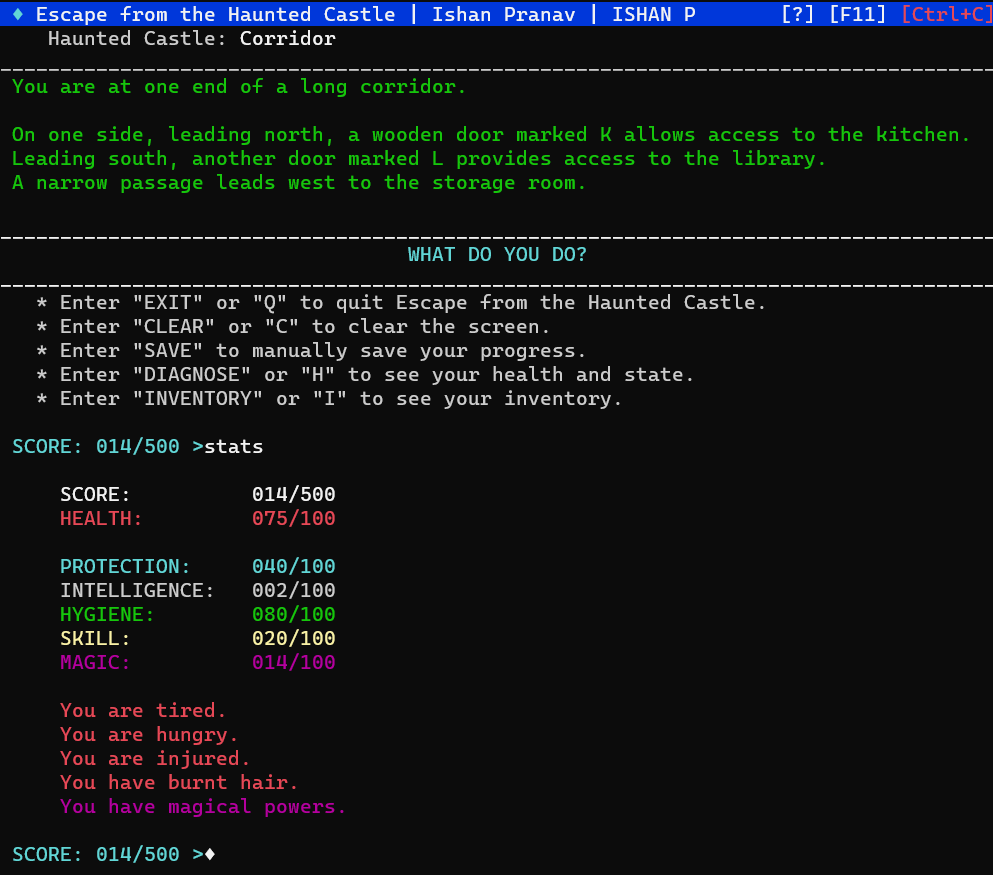 ♦ Escape from the Haunted Castle | Ishan Pranav | ISHAN P [?] [F11] [Ctrl+C]
Haunted Castle: Corridor
You are at one end of a long corridor.
On one side, leading north, a wooden door marked K allows access to the kitchen.
Leading south, another door marked L provides access to the library.
A narrow passage leads west to the storage room.
WHAT DO YOU DO?
* Enter "EXIT" or "Q" to quit Escape from the Haunted Castle.
* Enter "CLEAR" or "C" to clear the screen.
* Enter "SAVE" to manually save your progress.
* Enter "DIAGNOSE" or "H" to see your health and state.
* Enter "INVENTORY" or "I" to see your inventory.
SCORE: 014/500 >stats
SCORE: 014/500
HEALTH: 075/100
PROTECTION: 040/100
INTELLIGENCE: 002/100
HYGIENE: 080/100
SKILL: 020/100
MAGIC: 014/100
You are tired.
You are hungry.
You are injured.
You have burnt hair.
You have magical powers.
SCORE: 014/500 >♦